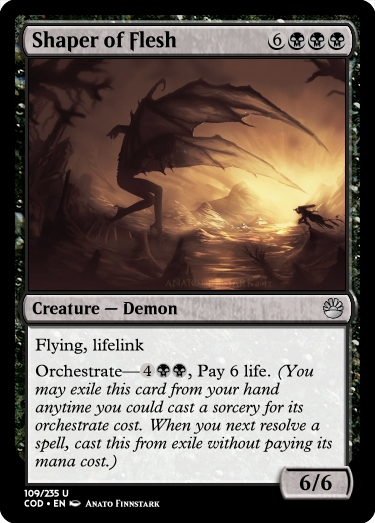 Shaper of Flesh 6
Creature — Demon
Flying, lifelink
Orchestrate—4, Pay 6 life. (You
may exile this card from your hand
anytime you could cast a sorcery for its
orchestrate cost. When you next resolve a
spell, cast this from exile without paying its
mana cost.)
6/6
109/235 U
COD • EN Anato Finnstark